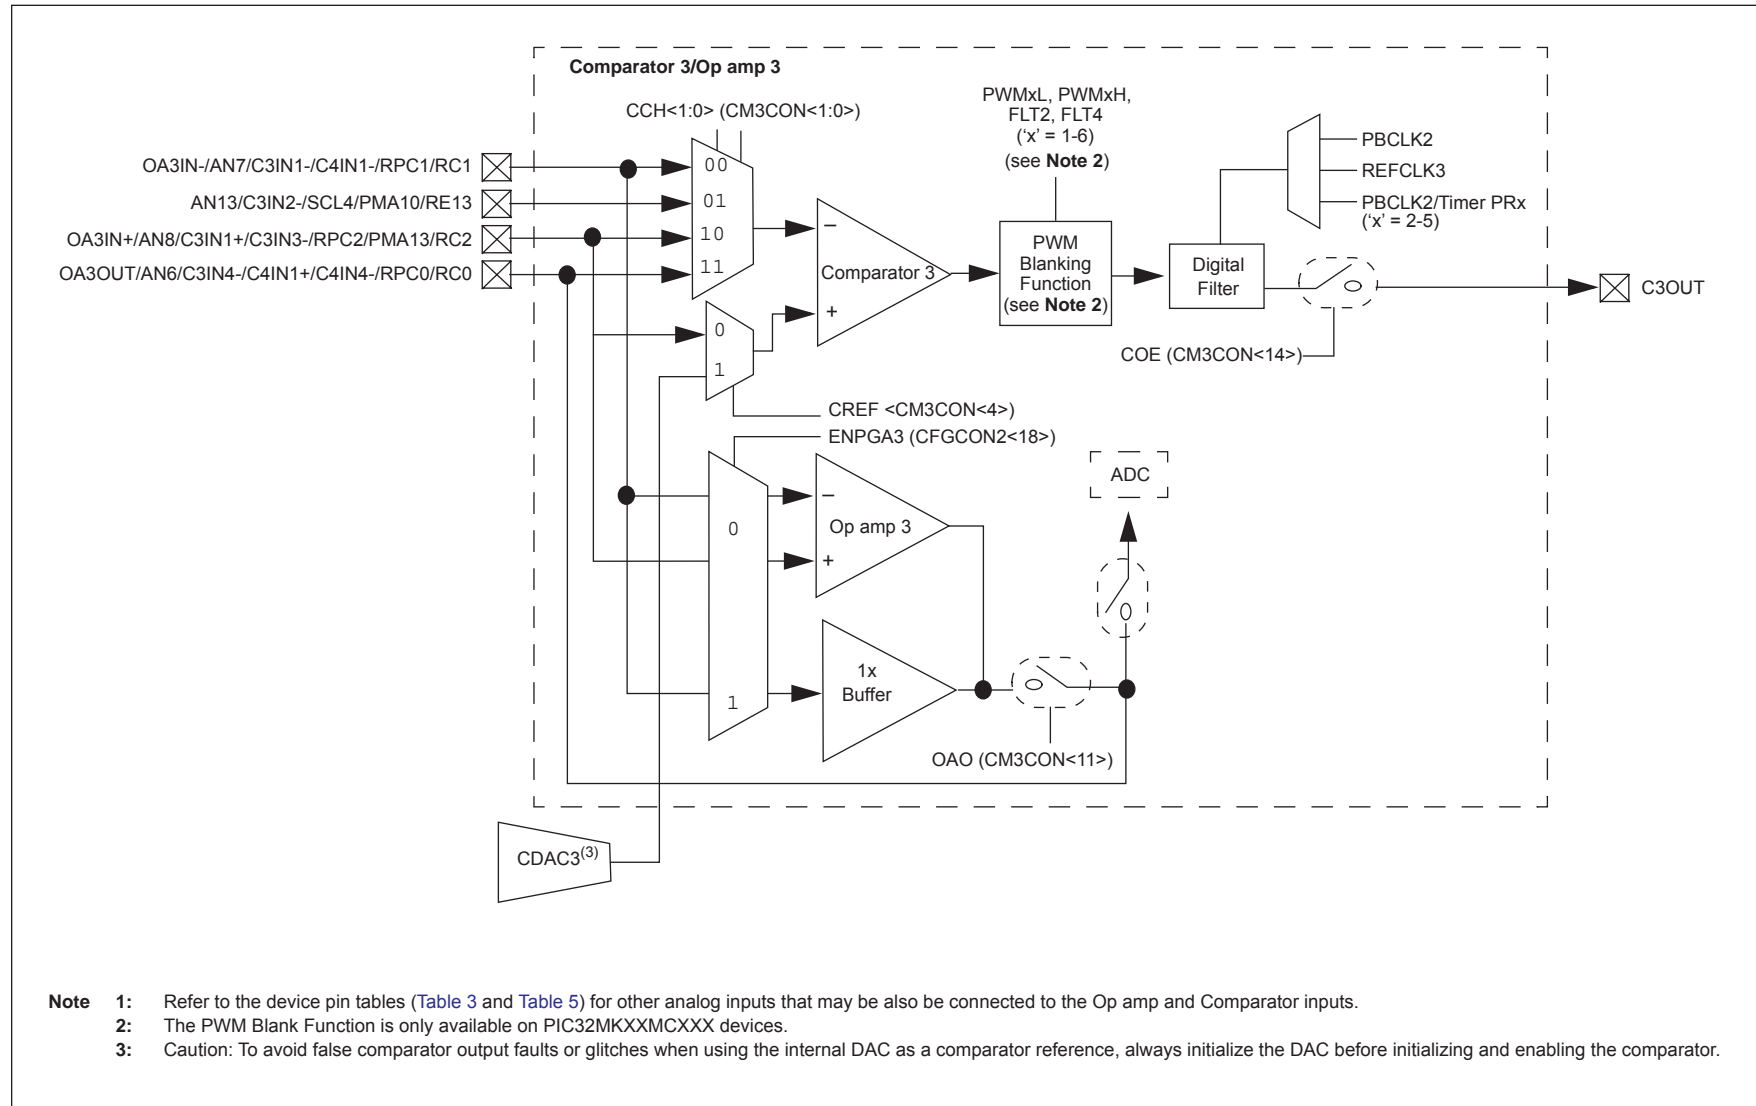 Comparator 3/Op amp 3
CCH<1:0> (CM3CON<1:0>)
PWMxL, PWMxH,
FLT2, FLT4
(‘x’ = 1-6)
(see Note 2)
PBCLK2
REFCLK3
PBCLK2/Timer PRx
(‘x’ = 2-5)
OA3IN-/AN7/C3IN1-/C4IN1-/RPC1/RC1
AN13/C3IN2-/SCL4/PMA10/RE13
OA3IN+/AN8/C3IN1+/C3IN3-/RPC2/PMA13/RC2
OA3OUT/AN6/C3IN4-/C4IN1+/C4IN4-/RPC0/RC0
00
01
10
11
–
Comparator 3
+
PWM
Blanking
Function
(see Note 2)
Digital
Filter
C3OUT
COE (CM3CON<14>)
0
1
CREF <CM3CON<4>)
ENPGA3 (CFGCON2<18>)
ADC
0
–
Op amp 3
+
1
1x
Buffer
OAO (CM3CON<11>)
CDAC3(3)
Note 1: Refer to the device pin tables (Table 3 and Table 5) for other analog inputs that may be also be connected to the Op amp and Comparator inputs.
2: The PWM Blank Function is only available on PIC32MKXXMCXXX devices.
3: Caution: To avoid false comparator output faults or glitches when using the internal DAC as a comparator reference, always initialize the DAC before initializing and enabling the comparator.